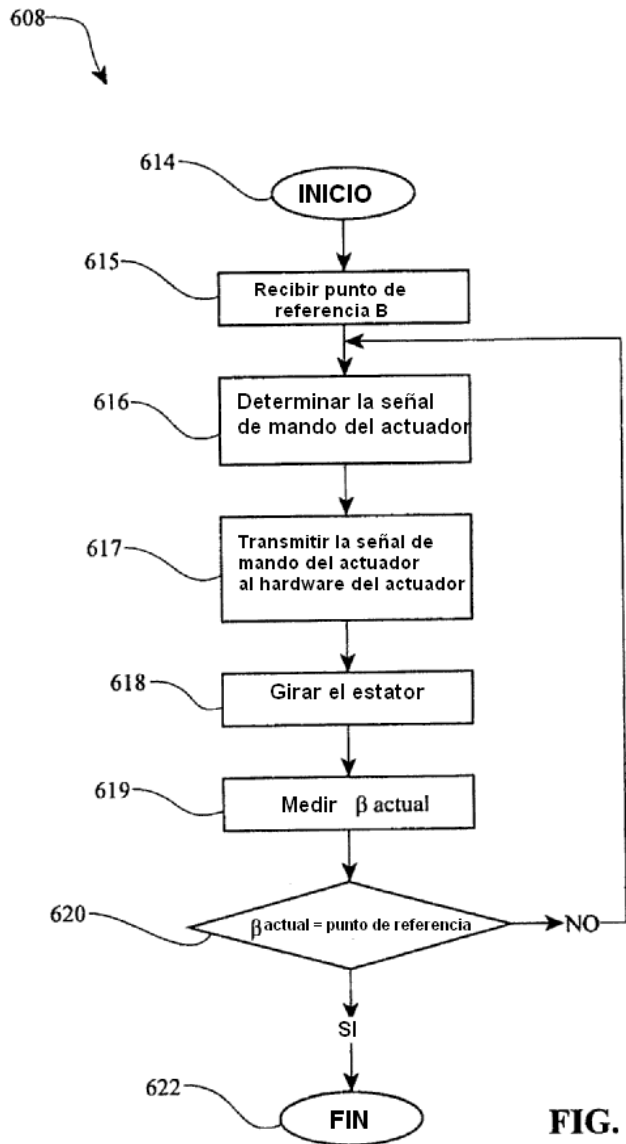 608
614
INICIO
615
Recibir punto de
referencia B
616
Determinar la señal
de mando del actuador
617
Transmitir la señal de
mando del actuador
al hardware del actuador
618
Girar el estator
619
Medir β actual
620
β actual = punto de referencia
NO
SI
622
FIN
FIG.